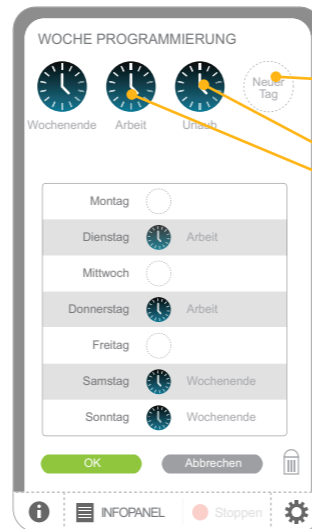 WOCHE PROGRAMMIERUNG
Neuer
Tag
Wochenende Arbeit Urlaub
Montag
Dienstag Arbeit
Mittwoch
Donnerstag Arbeit
Freitag
Samstag Wochenende
Sonntag Wochenende
OK Abbrechen
INFOPANEL Stoppen